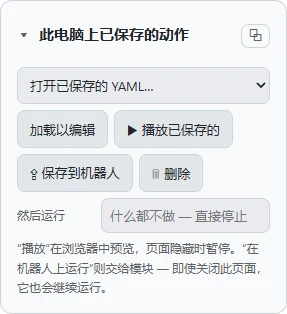 此电脑上已保存的动作
打开已保存的 YAML...
加载以编辑
▶ 播放已保存的
⇪ 保存到机器人
🗑 删除
然后运行
什么都不做 — 直接停止
“播放”在浏览器中预览，页面隐藏时暂停。“在
机器人上运行”则交给模块 — 即使关闭此页面，
它也会继续运行。